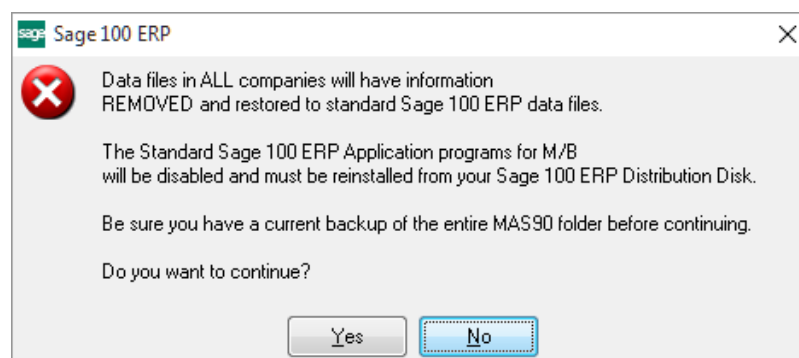 sage Sage 100 ERP
Data files in ALL companies will have information
REMOVED and restored to standard Sage 100 ERP data files.
The Standard Sage 100 ERP Application programs for M/B
will be disabled and must be reinstalled from your Sage 100 ERP Distribution Disk.
Be sure you have a current backup of the entire MAS90 folder before continuing.
Do you want to continue?
Yes No